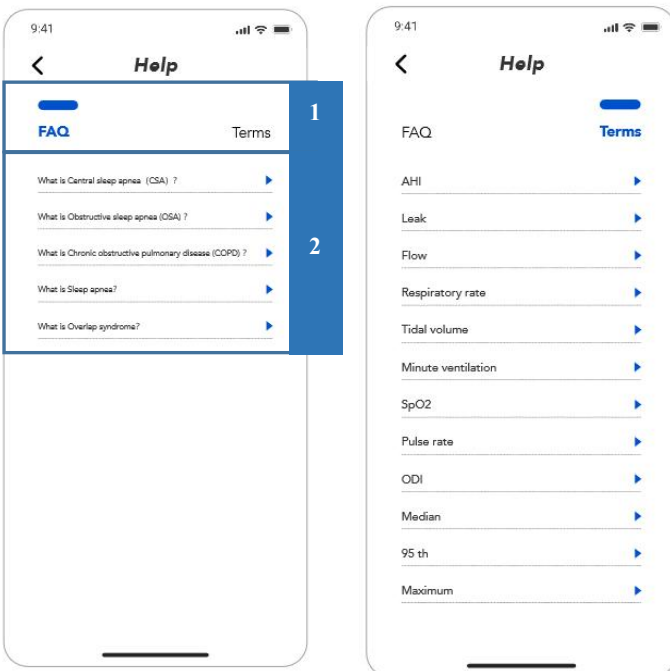 9:41
Help
FAQ
Terms
1
What is Central sleep apnea (CSA) ?
What is Obstructive sleep apnea (OSA) ?
What is Chronic obstructive pulmonary disease (COPD) ?
What is Sleep apnea?
What is Overlap syndrome?
2
9:41
Help
FAQ
Terms
AHI
Leak
Flow
Respiratory rate
Tidal volume
Minute ventilation
SpO2
Pulse rate
ODI
Median
95 th
Maximum